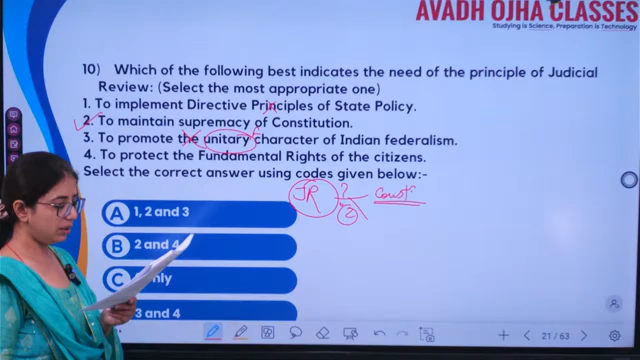 AVADH OJHA CLASSES
Studying is Science, Preparation is Technology
10) Which of the following best indicates the need of the principle of Judicial
Review: (Select the most appropriate one)
1. To implement Directive Principles of State Policy.
2. To maintain supremacy of Constitution.
3. To promote the unitary character of Indian federalism.
4. To protect the Fundamental Rights of the citizens.
Select the correct answer using codes given below:-
JR ? const
2
A 1, 2 and 3
B 2 and 4
C only
3 and 4
21 / 63